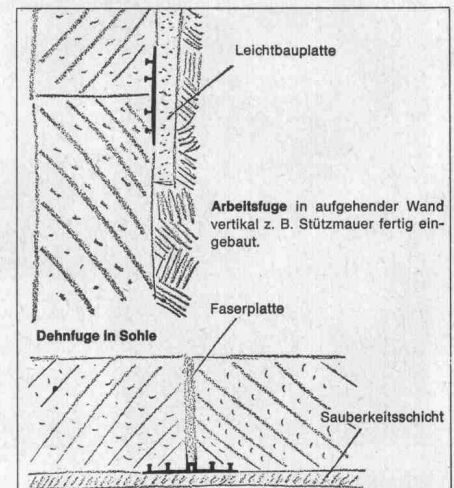 Leichtbauplatte
Arbeitsfuge in aufgehender Wand
vertikal z. B. Stützmauer fertig ein-
gebaut.
Faserplatte
Dehnfuge in Sohle
Sauberkeitsschicht